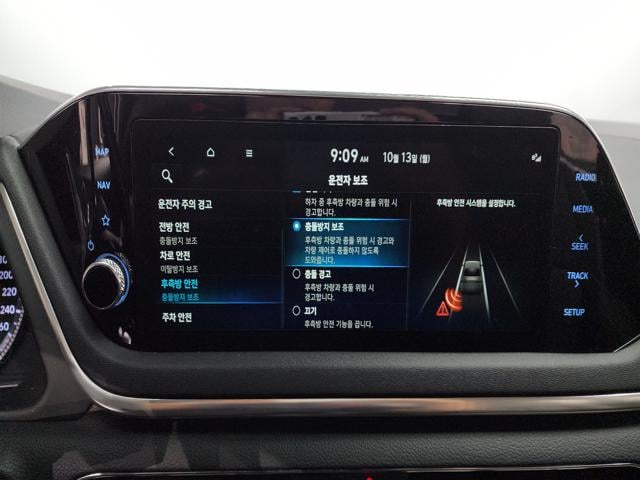 MAP
NAV
9:09 AM
10월 13일 (월)
운전자 보조
운전자 주의 경고
전방 안전
충돌방지 보조
차로 안전
이탈방지 보조
후측방 안전
충돌방지 보조
주차 안전
하차 중 후측방 차량과 충돌 위험 시
경고합니다.
충돌방지 보조
후측방 차량과 충돌 위험 시 경고와
차량 제어로 충돌하지 않도록
도와줍니다.
충돌 경고
후측방 차량과 충돌 위험 시
경고합니다.
끄기
후측방 안전 기능을 끕니다.
후측방 안전 시스템을 설정합니다.
RADIO
MEDIA
SEEK
TRACK
SETUP
200
220
240
260